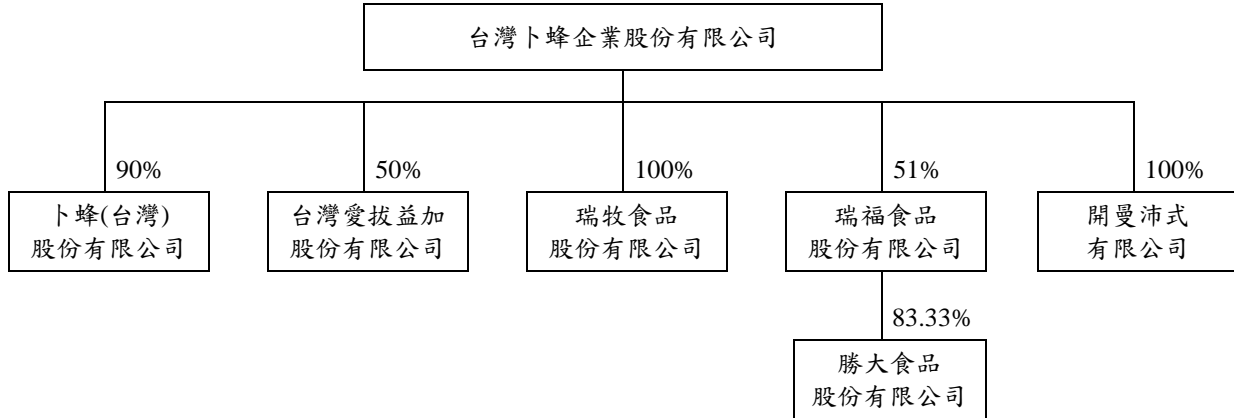 台灣卜蜂企業股份有限公司
90%
50%
100%
51%
100%
卜蜂(台灣)
股份有限公司
台灣愛拔益加
股份有限公司
瑞牧食品
股份有限公司
瑞福食品
股份有限公司
開曼沛式
有限公司
83.33%
勝大食品
股份有限公司